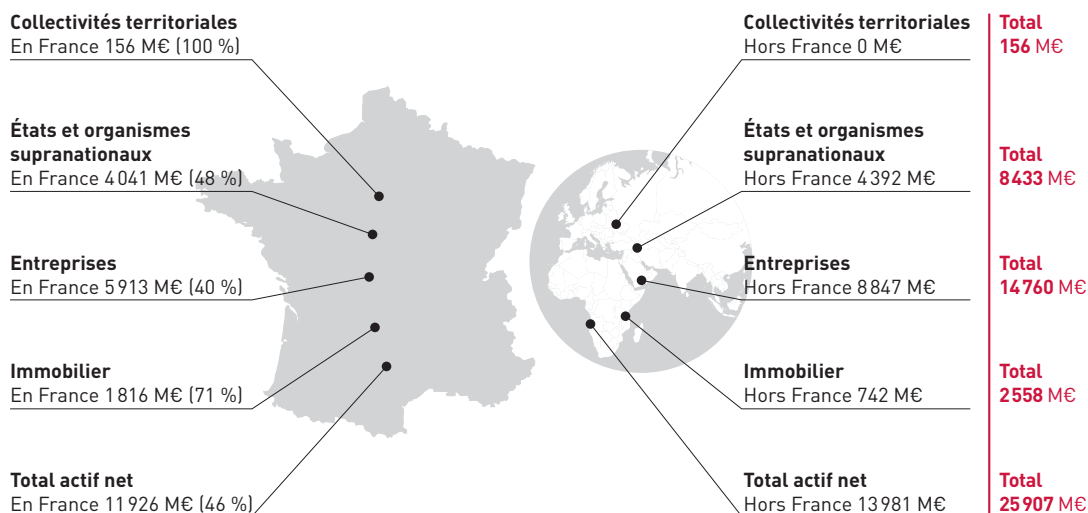 Collectivités territoriales
En France 156 M€ (100 %)
Collectivités territoriales
Hors France 0 M€
Total
156 M€
États et organismes
supranationaux
En France 4 041 M€ (48 %)
États et organismes
supranationaux
Hors France 4 392 M€
Total
8 433 M€
Entreprises
En France 5 913 M€ (40 %)
Entreprises
Hors France 8 847 M€
Total
14 760 M€
Immobilier
En France 1 816 M€ (71 %)
Immobilier
Hors France 742 M€
Total
2 558 M€
Total actif net
En France 11 926 M€ (46 %)
Total actif net
Hors France 13 981 M€
Total
25 907 M€